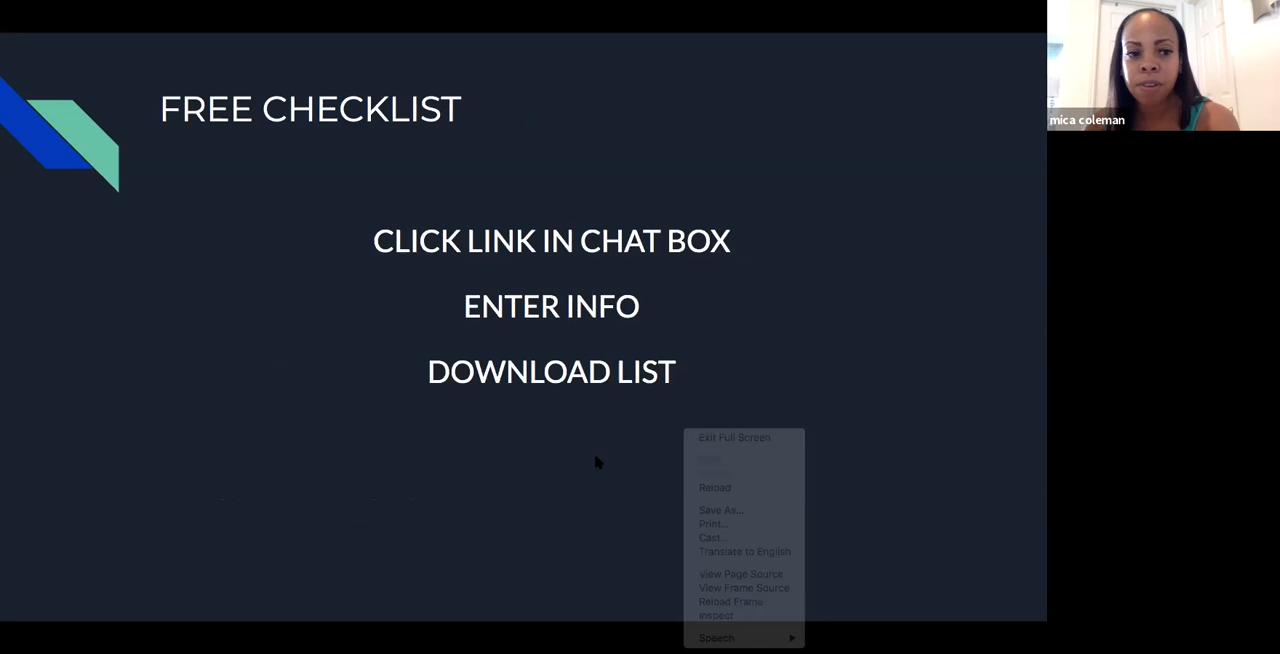 FREE CHECKLIST
mica coleman
CLICK LINK IN CHAT BOX
ENTER INFO
DOWNLOAD LIST
Exit Full Screen
Reload
Save As...
Print...
Cast...
Translate to English
View Page Source
View Frame Source
Reload Frame
Inspect
Speech